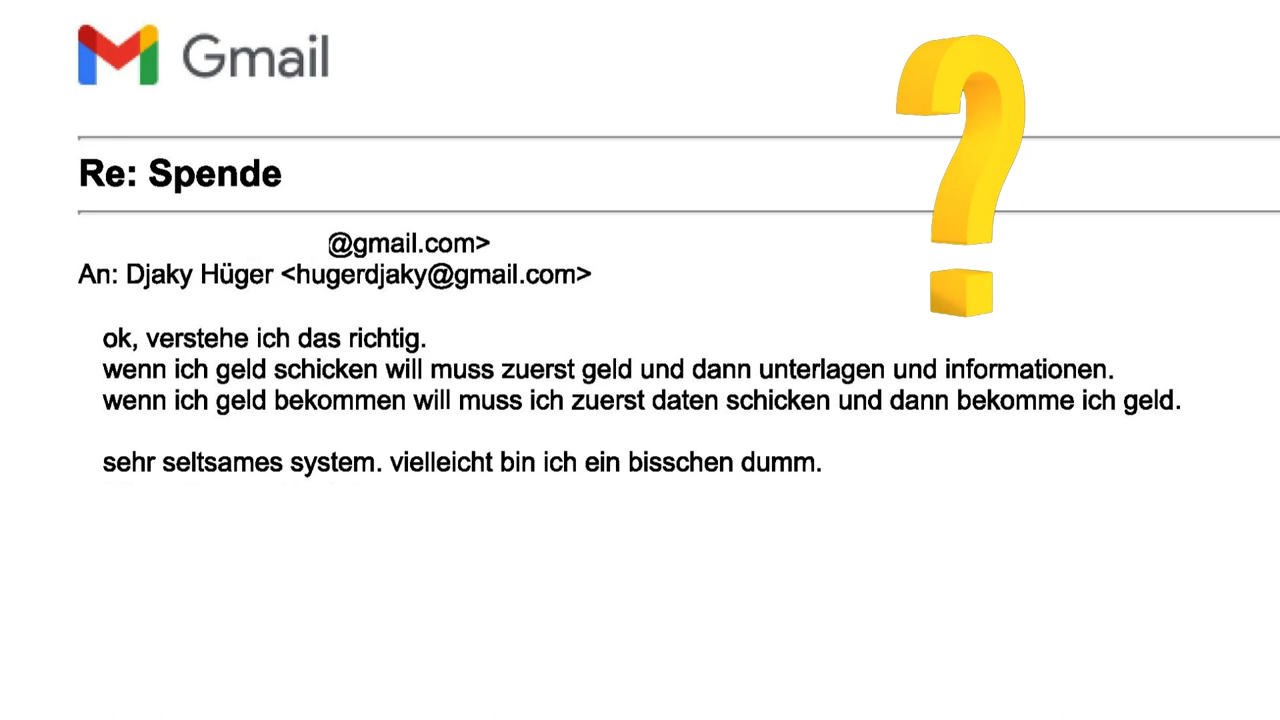 Gmail
Re: Spende
@gmail.com>
An: Djaky Hüger <hugerdjaky@gmail.com>
ok, verstehe ich das richtig.
wenn ich geld schicken will muss zuerst geld und dann unterlagen und informationen.
wenn ich geld bekommen will muss ich zuerst daten schicken und dann bekomme ich geld.
sehr seltsames system. vielleicht bin ich ein bisschen dumm.
?